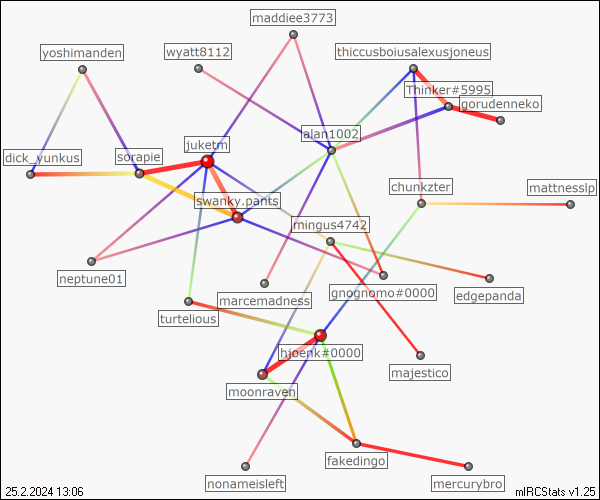 maddiee3773
yoshimanden
wyatt8112
thiccusboiusalexusjoneus
Thinker#5995
gorudenneko
alan1002
juketm
dick_yunkus
sorapie
chunkzter
mattnesslp
swanky.pants
mingus4742
neptune01
marcemadness
gnognomo#0000
edgepanda
turtelious
hjoenk#0000
majestico
moonraven
fakedingo
nonameisleft
mercurybro
25.2.2024 13:06
mIRCStats v1.25